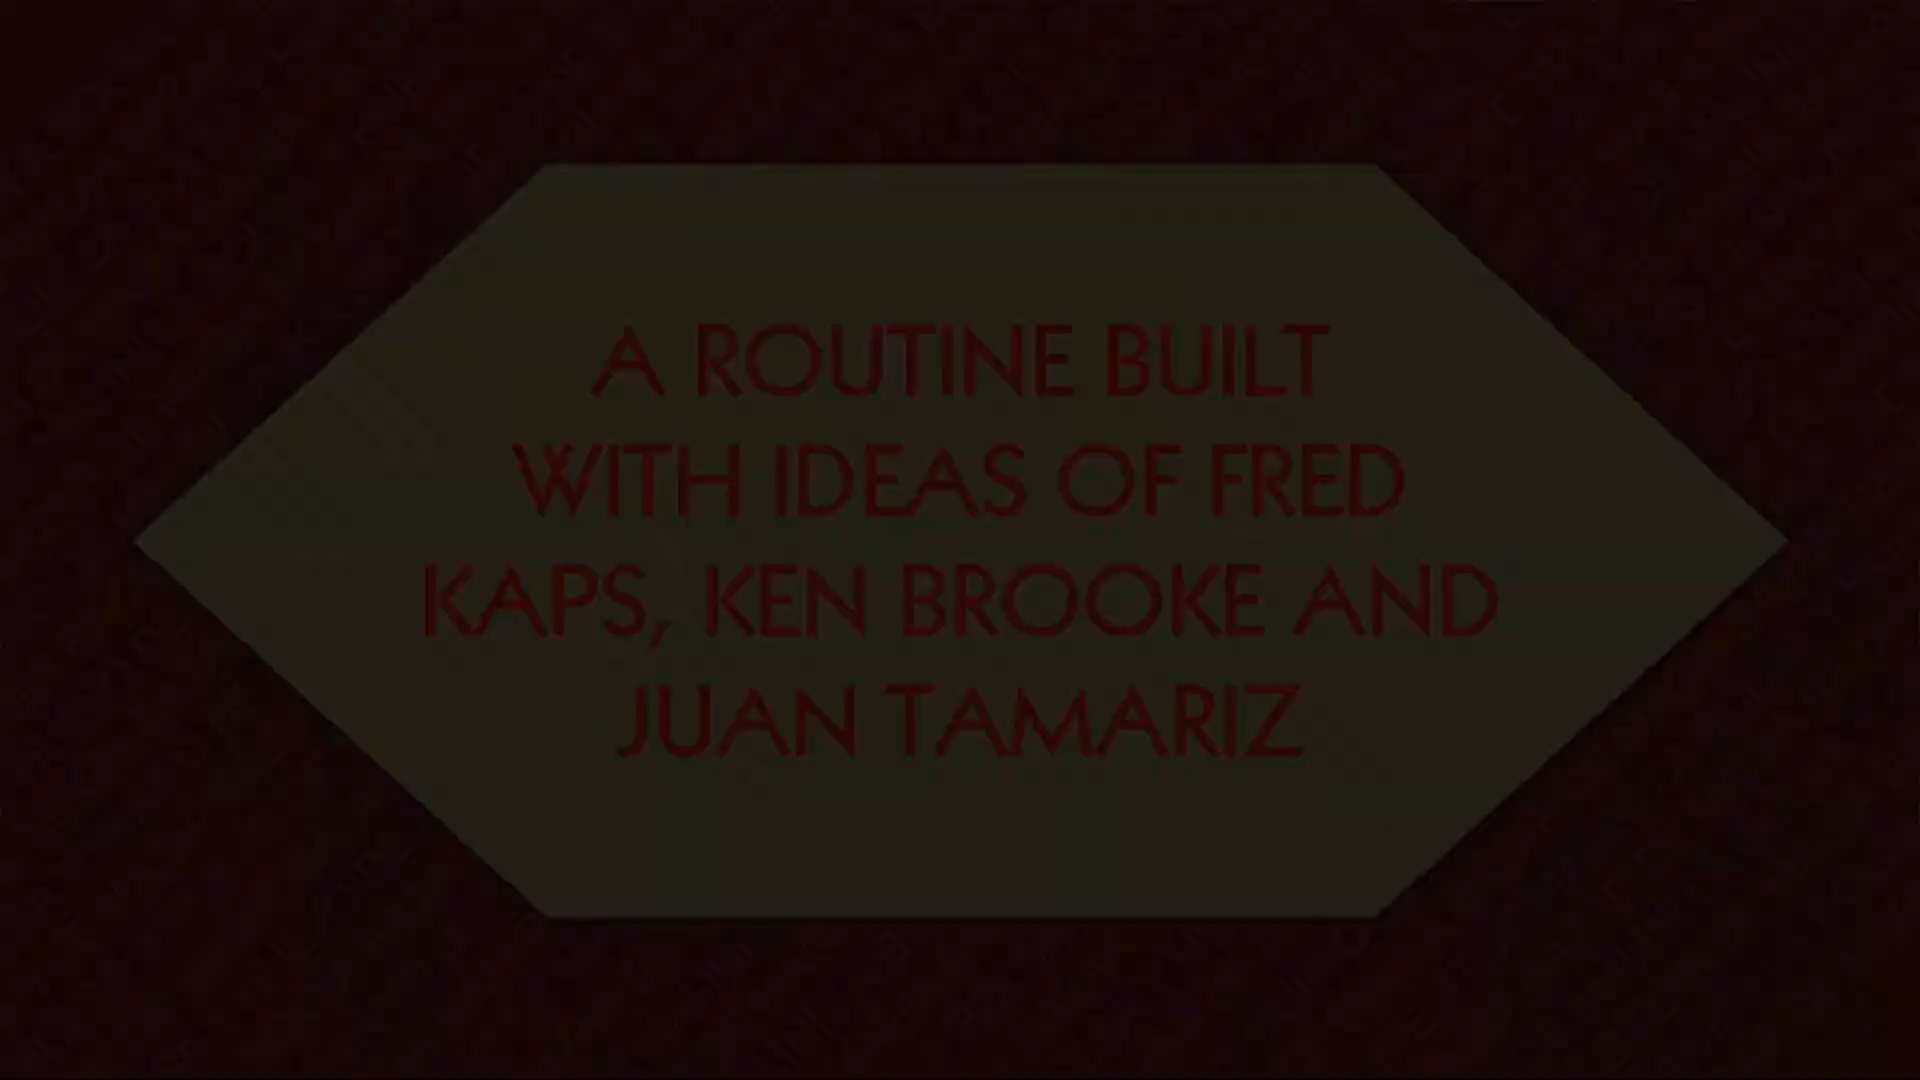 A ROUTINE BUILT
WITH IDEAS OF FRED
KAPS, KEN BROOKE AND
JUAN TAMARIZ